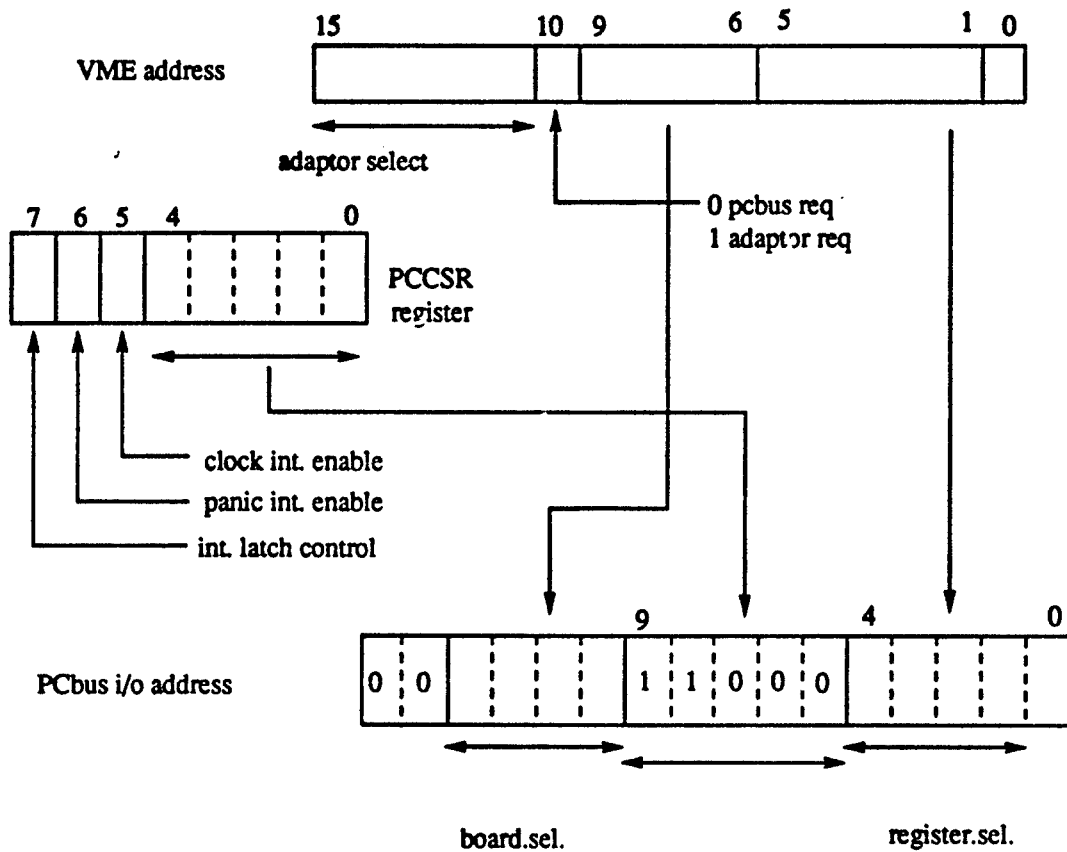 15 10 9 6 5 1 0
VME address
adaptor select
0 pcbus req
1 adaptor req
7 6 5 4 0
PCCSR
register
clock int. enable
panic int. enable
int. latch control
9 4 0
PCbus i/o address
0 0 1 1 0 0 0
board.sel. register.sel.